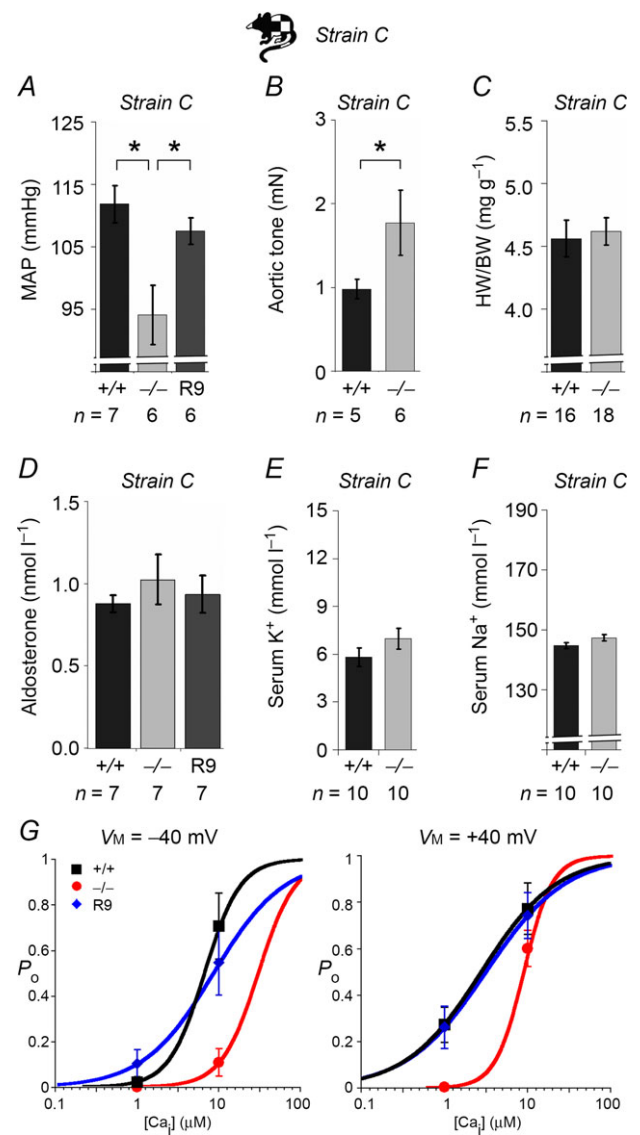 Strain C
A
Strain C
MAP (mmHg)
115
105
95
* *
+/+ –/– R9
n = 7 6 6
B
Strain C
Aortic tone (mN)
3
2
1
0
*
+/+ –/–
5 6
C
Strain C
HW/BW (mg g⁻¹)
5.5
5.0
4.5
4.0
+/+ –/–
n = 16 18
D
Strain C
Aldosterone (nmol l⁻¹)
1.5
1.0
0.5
0.0
+/+ –/– R9
n = 7 7 7
E
Strain C
Serum K⁺ (mmol l⁻¹)
15
12
9
6
3
0
+/+ –/–
n = 10 10
F
Strain C
Serum Na⁺ (mmol l⁻¹)
190
170
150
130
+/+ –/–
n = 10 10
G
VM = –40 mV
+/+
–/–
R9
Po
1
0.8
0.6
0.4
0.2
0
0.1 1 10 100
[Cai] (µM)
VM = +40 mV
Po
1
0.8
0.6
0.4
0.2
0
0.1 1 10 100
[Cai] (µM)